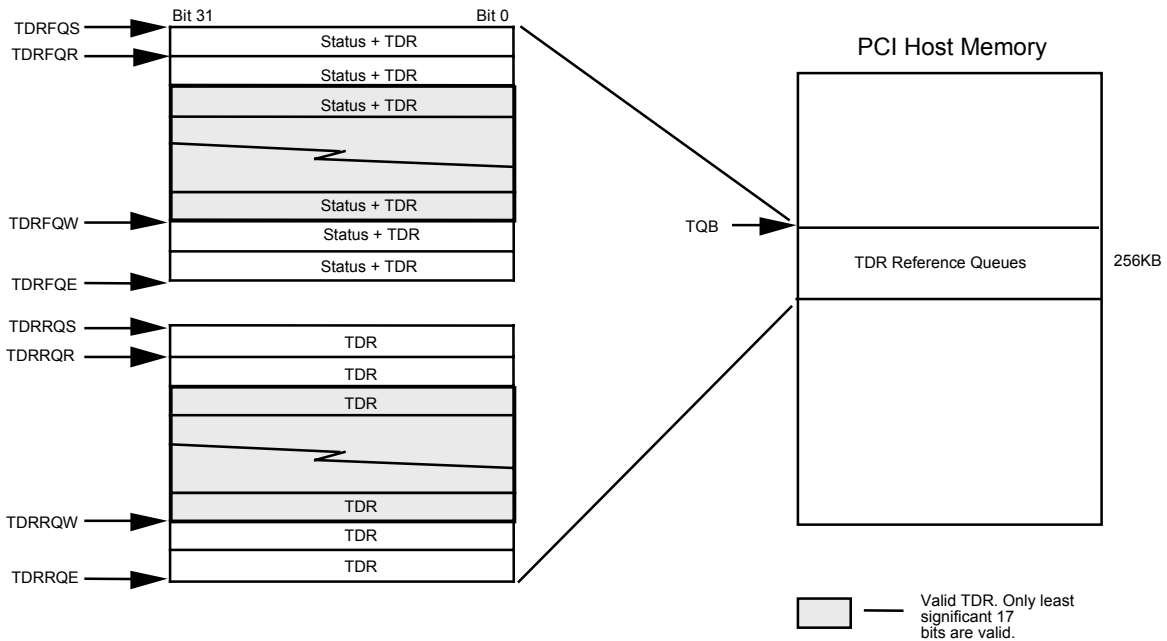 Bit 31
Bit 0
TDRFQS
Status + TDR
TDRFQR
Status + TDR
Status + TDR
Status + TDR
TDRFQW
Status + TDR
Status + TDR
TDRFQE
TDRRQS
TDR
TDRRQR
TDR
TDR
TDR
TDRRQW
TDR
TDR
TDRRQE
PCI Host Memory
TQB
TDR Reference Queues
256KB
Valid TDR. Only least
significant 17
bits are valid.